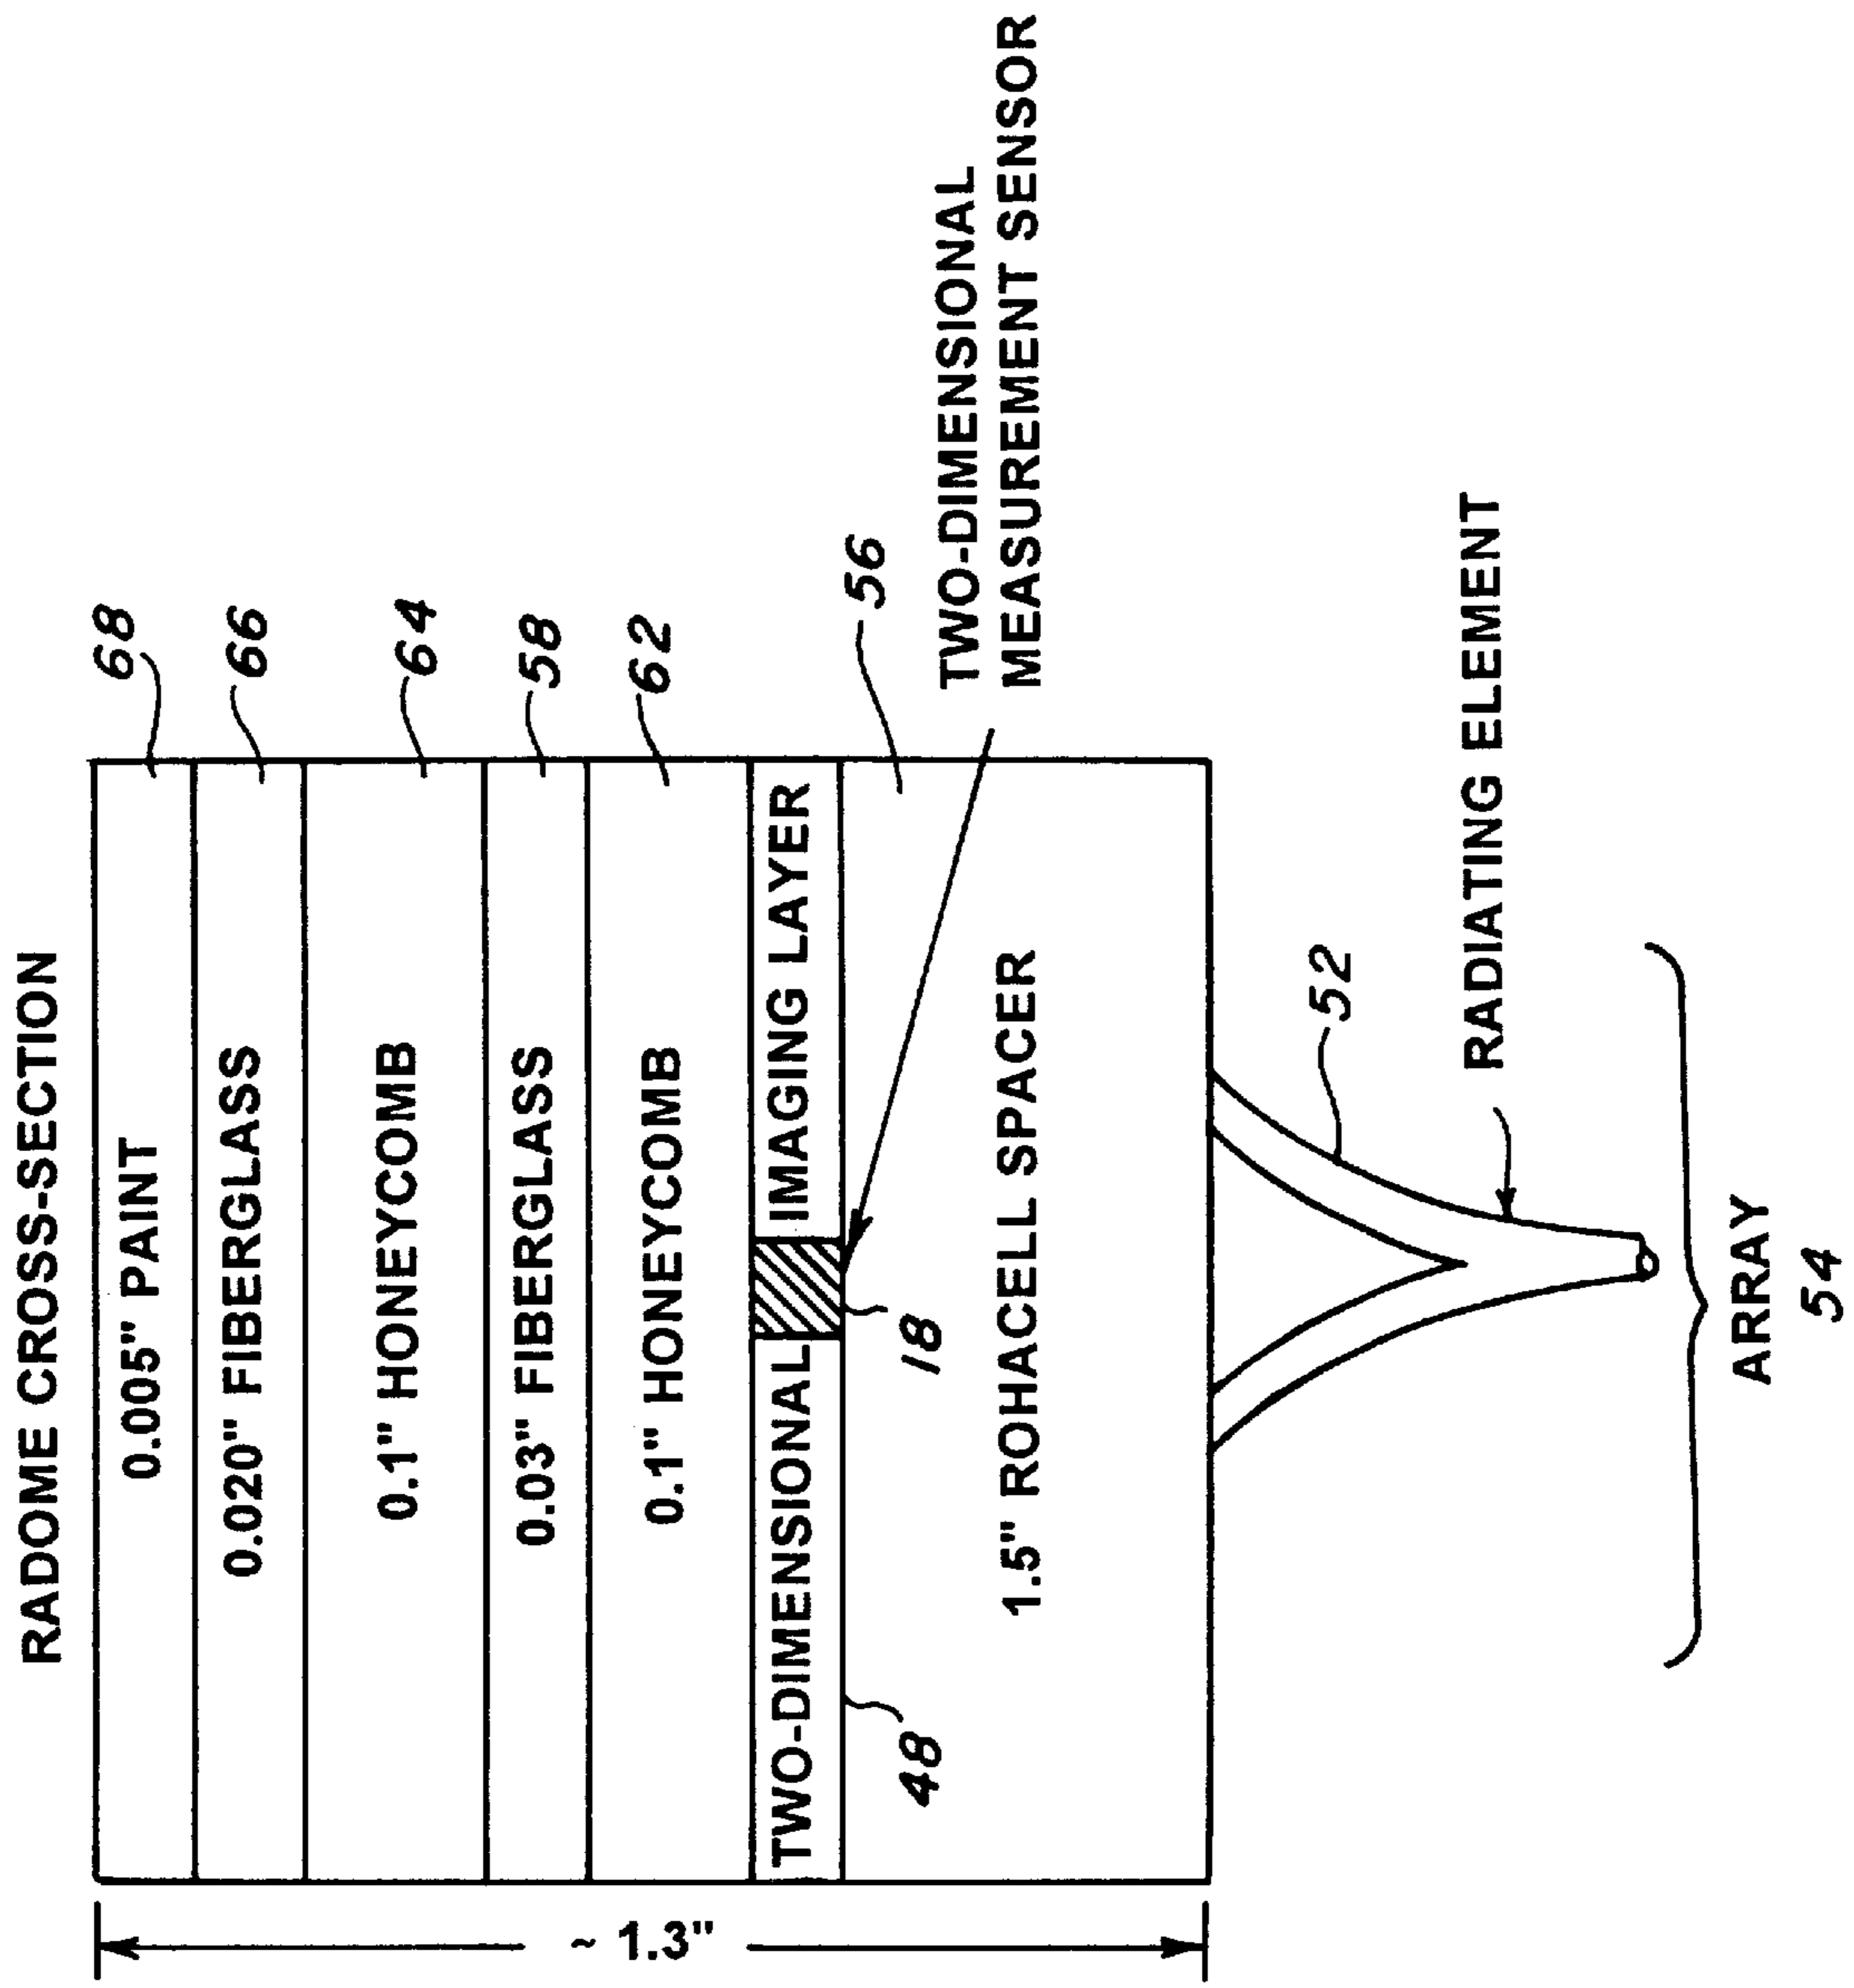 RADOME CROSS-SECTION
0.005" PAINT
68
0.020" FIBERGLASS
66
0.1" HONEYCOMB
64
0.03" FIBERGLASS
58
0.1" HONEYCOMB
62
TWO-DIMENSIONAL IMAGING LAYER
48
18
56
1.5" ROHACELL SPACER
~ 1.3"
TWO-DIMENSIONAL
MEASUREMENT SENSOR
52
RADIATING ELEMENT
ARRAY
54